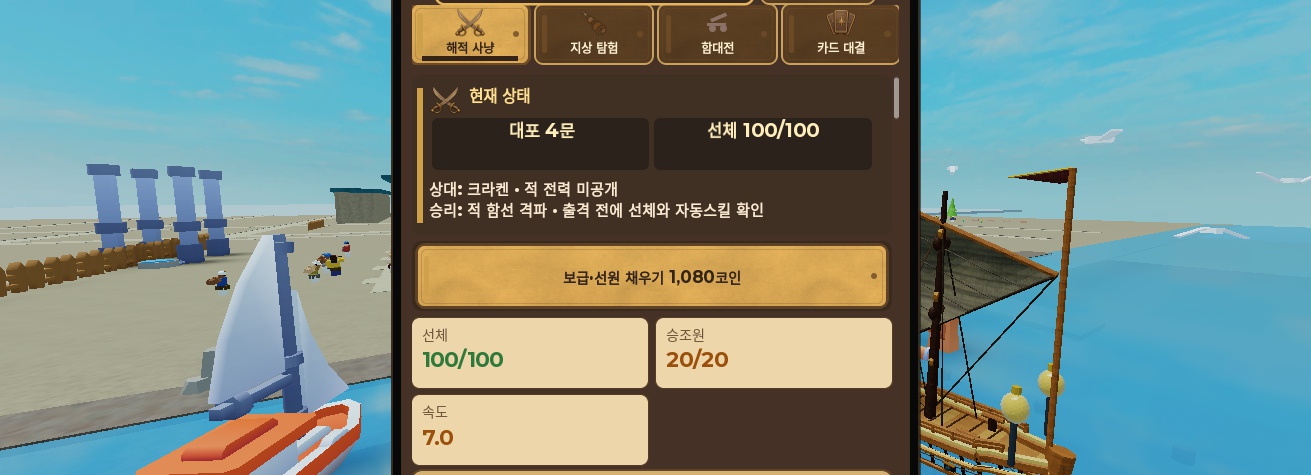 해적 사냥
지상 탐험
함대전
카드 대결
현재 상태
대포 4문
선체 100/100
상대: 크라켄 • 적 전력 미공개
승리: 적 함선 격파 • 출격 전에 선체와 자동스킬 확인
보급·선원 채우기 1,080코인
선체
100/100
승조원
20/20
속도
7.0